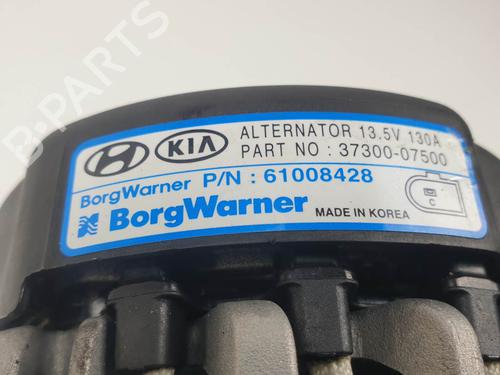 B-PARTS
KIA
ALTERNATOR 13.5V 130A
PART NO : 37300-07500
BorgWarner P/N : 61008428
BorgWarner
MADE IN KOREA
C